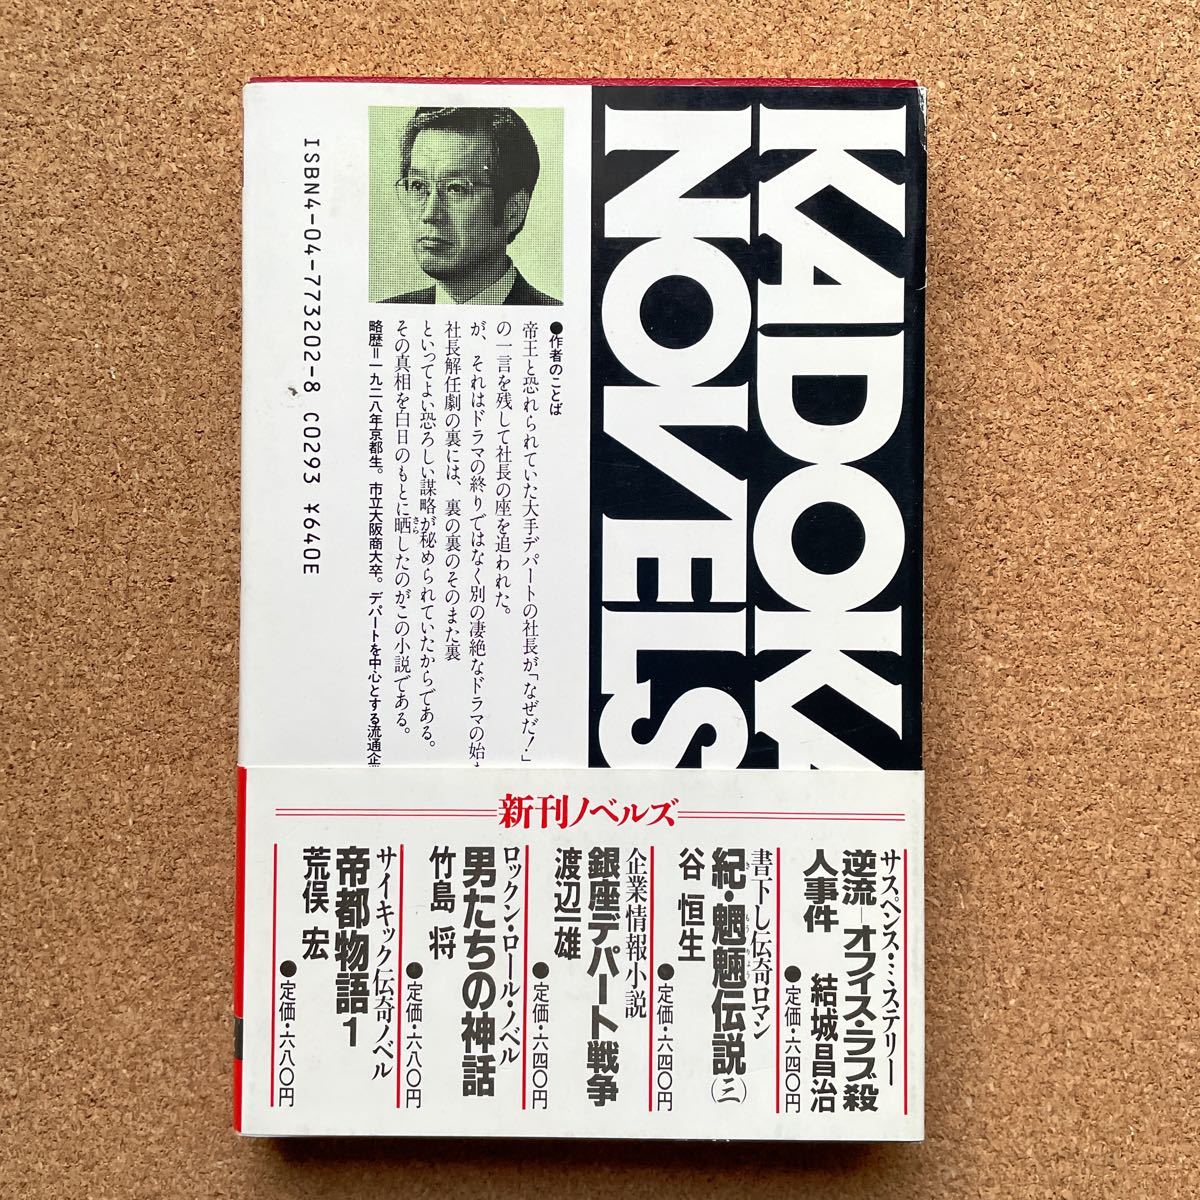 KADOKA
NOVELS
●作者のことば
帝王と恐れられていた大手デパートの社長が「なぜだ！」
の一言を残して社長の座を追われた。
が、それはドラマの終りではなく別の凄絶なドラマの始
社長解任劇の裏には、裏の裏のそのまた裏
といってよい恐ろしい謀略が秘められていたからである。
その真相を白日のもとに晒したのがこの小説である。
さら
略歴＝一九二八年京都生。市立大阪商大卒。デパートを中心とする流通企
ISBN4-04-773202-8 C0293 ¥640E
新刊ノベルズ
サスペンス・ミステリー
逆流―オフィス・ラブ殺
人事件 結城昌治
●定価・六四〇円
書下し伝奇ロマン
紀・魍魎伝説(三)
き もうりょう
谷 恒生
●定価・六四〇円
企業情報小説
銀座デパート戦争
渡辺一雄
●定価・六四〇円
ロックン・ロール・ノベル
男たちの神話
竹島 将
●定価・六八〇円
サイキック伝奇ノベル
帝都物語1
荒俣 宏
●定価・六八〇円